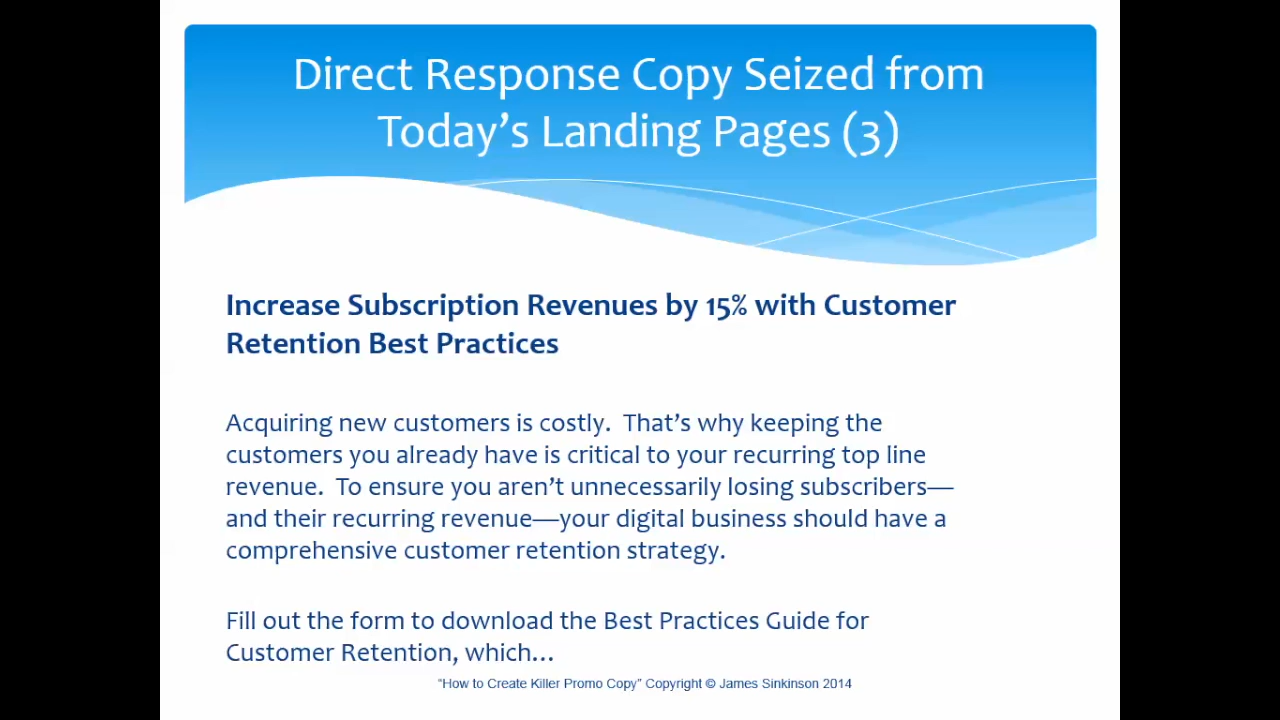 Direct Response Copy Seized from
Today’s Landing Pages (3)
Increase Subscription Revenues by 15% with Customer
Retention Best Practices
Acquiring new customers is costly.  That’s why keeping the
customers you already have is critical to your recurring top line
revenue.  To ensure you aren’t unnecessarily losing subscribers—
and their recurring revenue—your digital business should have a
comprehensive customer retention strategy.
Fill out the form to download the Best Practices Guide for
Customer Retention, which…
“How to Create Killer Promo Copy” Copyright © James Sinkinson 2014